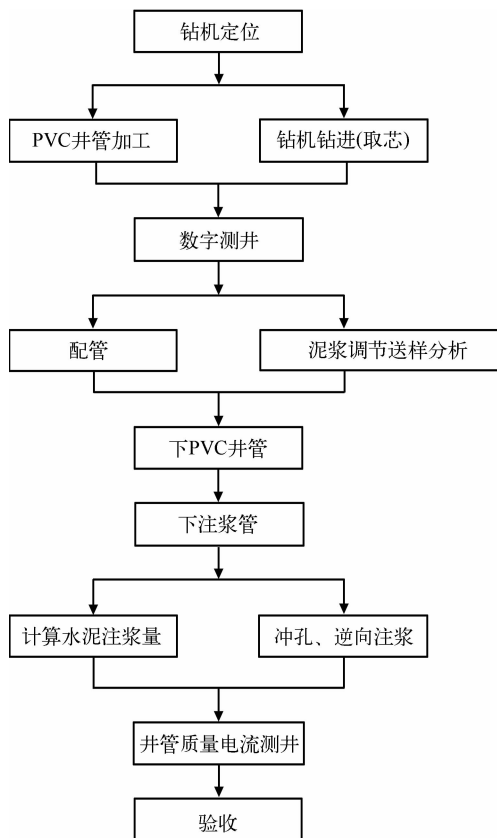 钻机定位
PVC井管加工
钻机钻进(取芯)
数字测井
配管
泥浆调节送样分析
下PVC井管
下注浆管
计算水泥注浆量
冲孔、逆向注浆
井管质量电流测井
验收